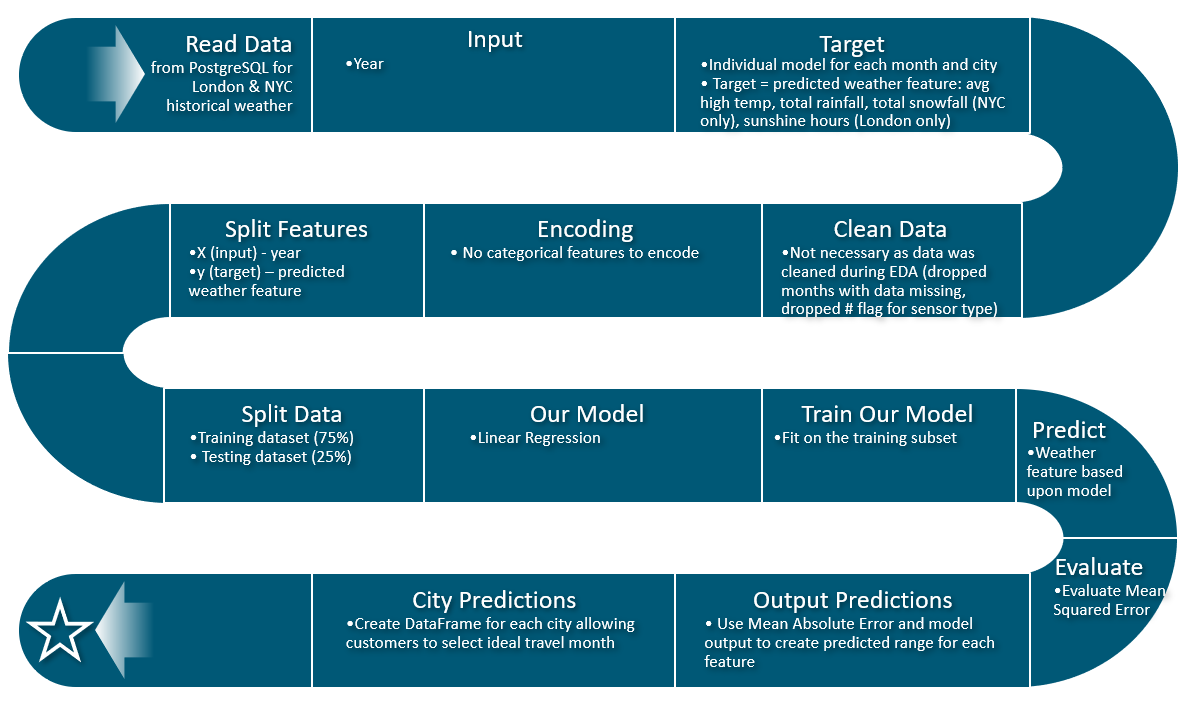 Read Data
from PostgreSQL for
London & NYC
historical weather
Input
•Year
Target
•Individual model for each month and city
• Target = predicted weather feature: avg
high temp, total rainfall, total snowfall (NYC
only), sunshine hours (London only)
Clean Data
•Not necessary as data was
cleaned during EDA (dropped
months with data missing,
dropped # flag for sensor type)
Encoding
• No categorical features to encode
Split Features
•X (input) - year
•y (target) – predicted
weather feature
Split Data
•Training dataset (75%)
• Testing dataset (25%)
Our Model
•Linear Regression
Train Our Model
•Fit on the training subset
Predict
•Weather
feature based
upon model
Evaluate
•Evaluate Mean
Squared Error
Output Predictions
• Use Mean Absolute Error and model
output to create predicted range for each
feature
City Predictions
•Create DataFrame for each city allowing
customers to select ideal travel month